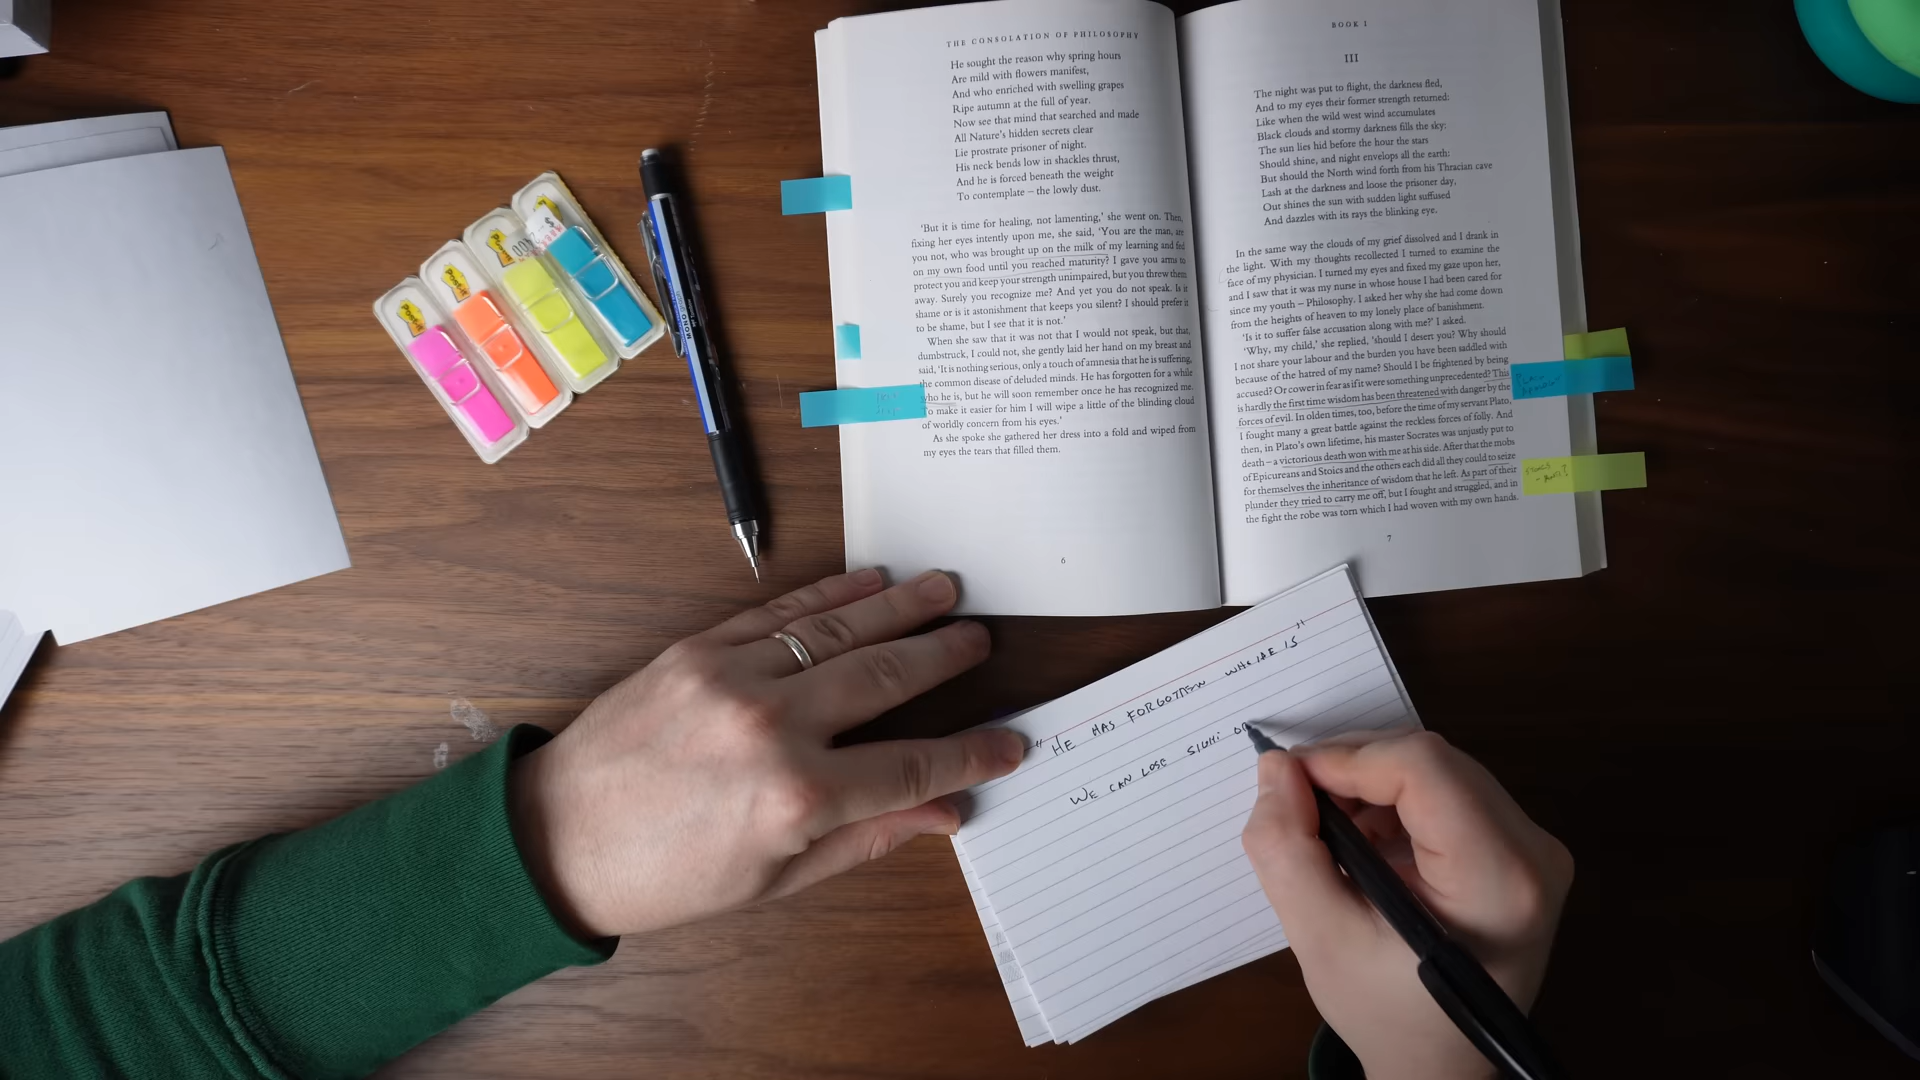 THE CONSOLATION OF PHILOSOPHY
He sought the reason why spring hours
Are mild with flowers manifest,
And who enriched with swelling grapes
Ripe autumn at the full of year.
Now see that mind that searched and made
All Nature's hidden secrets clear
Lie prostrate prisoner of night.
His neck bends low in shackles thrust,
And he is forced beneath the weight
To contemplate – the lowly dust.
'But it is time for healing, not lamenting,' she went on. Then,
fixing her eyes intently upon me, she said, 'You are the man, are
you not, who was brought up on the milk of my learning and fed
on my own food until you reached maturity? I gave you arms to
protect you and keep your strength unimpaired, but you threw them
away. Surely you recognize me? And yet you do not speak. Is it
shame or is it astonishment that keeps you silent? I should prefer it
to be shame, but I see that it is not.'
When she saw that it was not that I would not speak, but that,
dumbstruck, I could not, she gently laid her hand on my breast and
said, 'It is nothing serious, only a touch of amnesia that he is suffering,
the common disease of deluded minds. He has forgotten for a while
who he is, but he will soon remember once he has recognized me.
To make it easier for him I will wipe a little of the blinding cloud
of worldly concern from his eyes.'
As she spoke she gathered her dress into a fold and wiped from
my eyes the tears that filled them.
6
BOOK I
III
The night was put to flight, the darkness fled,
And to my eyes their former strength returned:
Like when the wild west wind accumulates
Black clouds and stormy darkness fills the sky:
The sun lies hid before the hour the stars
Should shine, and night envelops all the earth:
But should the North wind forth from his Thracian cave
Lash at the darkness and loose the prisoner day,
Out shines the sun with sudden light suffused
And dazzles with its rays the blinking eye.
In the same way the clouds of my grief dissolved and I drank in
the light. With my thoughts recollected I turned to examine the
face of my physician. I turned my eyes and fixed my gaze upon her,
and I saw that it was my nurse in whose house I had been cared for
since my youth – Philosophy. I asked her why she had come down
from the heights of heaven to my lonely place of banishment.
'Is it to suffer false accusation along with me?' I asked.
'Why, my child,' she replied, 'should I desert you? Why should
I not share your labour and the burden you have been saddled with
because of the hatred of my name? Should I be frightened by being
accused? Or cower in fear as if it were something unprecedented? This
is hardly the first time wisdom has been threatened with danger by the
forces of evil. In olden times, too, before the time of my servant Plato,
I fought many a great battle against the reckless forces of folly. And
then, in Plato's own lifetime, his master Socrates was unjustly put to
death – a victorious death won with me at his side. After that the mobs
of Epicureans and Stoics and the others each did all they could to seize
for themselves the inheritance of wisdom that he left. As part of their
plunder they tried to carry me off, but I fought and struggled, and in
the fight the robe was torn which I had woven with my own hands.
7
Post-it
Post-it
MONO
"HE HAS FORGOTTEN WHO HE IS"
WE CAN LOSE SIGHT OF